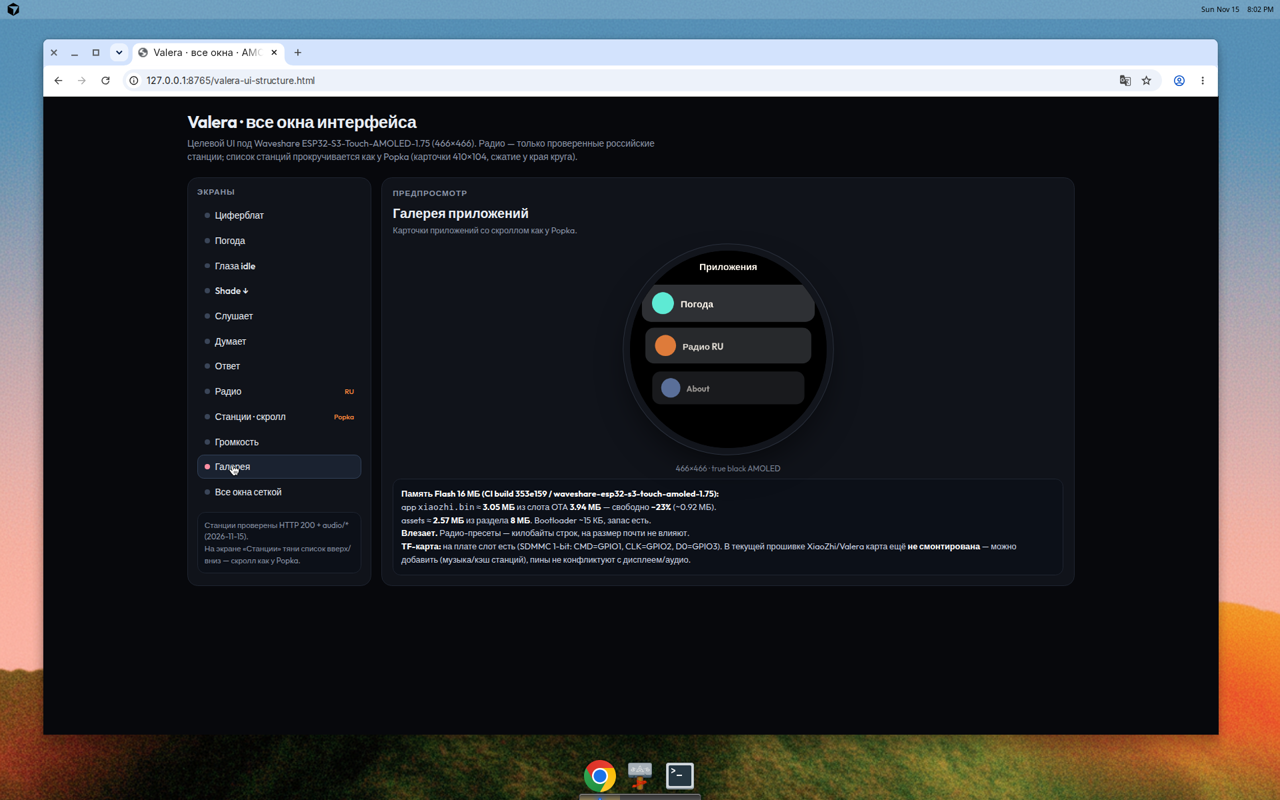 Sun Nov 15 8:02 PM
Valera · все окна · AMO
127.0.0.1:8765/valera-ui-structure.html
Valera · все окна интерфейса
Целевой UI под Waveshare ESP32-S3-Touch-AMOLED-1.75 (466×466). Радио — только проверенные российские
станции; список станций прокручивается как у Popka (карточки 410×104, сжатие у края круга).
ЭКРАНЫ
Циферблат
Погода
Глаза idle
Shade ↓
Слушает
Думает
Ответ
Радио RU
Станции · скролл Popka
Громкость
Галерея
Все окна сеткой
Станции проверены HTTP 200 + audio/*
(2026-11-15).
На экране «Станции» тяни список вверх/
вниз — скролл как у Popka.
ПРЕДПРОСМОТР
Галерея приложений
Карточки приложений со скроллом как у Popka.
Приложения
Погода
Радио RU
About
466×466 · true black AMOLED
Память Flash 16 МБ (CI build 353e159 / waveshare-esp32-s3-touch-amoled-1.75):
app xiaozhi.bin ≈ 3.05 МБ из слота OTA 3.94 МБ — свободно ~23% (~0.92 МБ).
assets ≈ 2.57 МБ из раздела 8 МБ. Bootloader ~15 КБ, запас есть.
Влезает. Радио-пресеты — килобайты строк, на размер почти не влияют.
TF-карта: на плате слот есть (SDMMC 1-bit: CMD=GPIO1, CLK=GPIO2, D0=GPIO3). В текущей прошивке XiaoZhi/Valera карта ещё не смонтирована — можно
добавить (музыка/кэш станций), пины не конфликтуют с дисплеем/аудио.